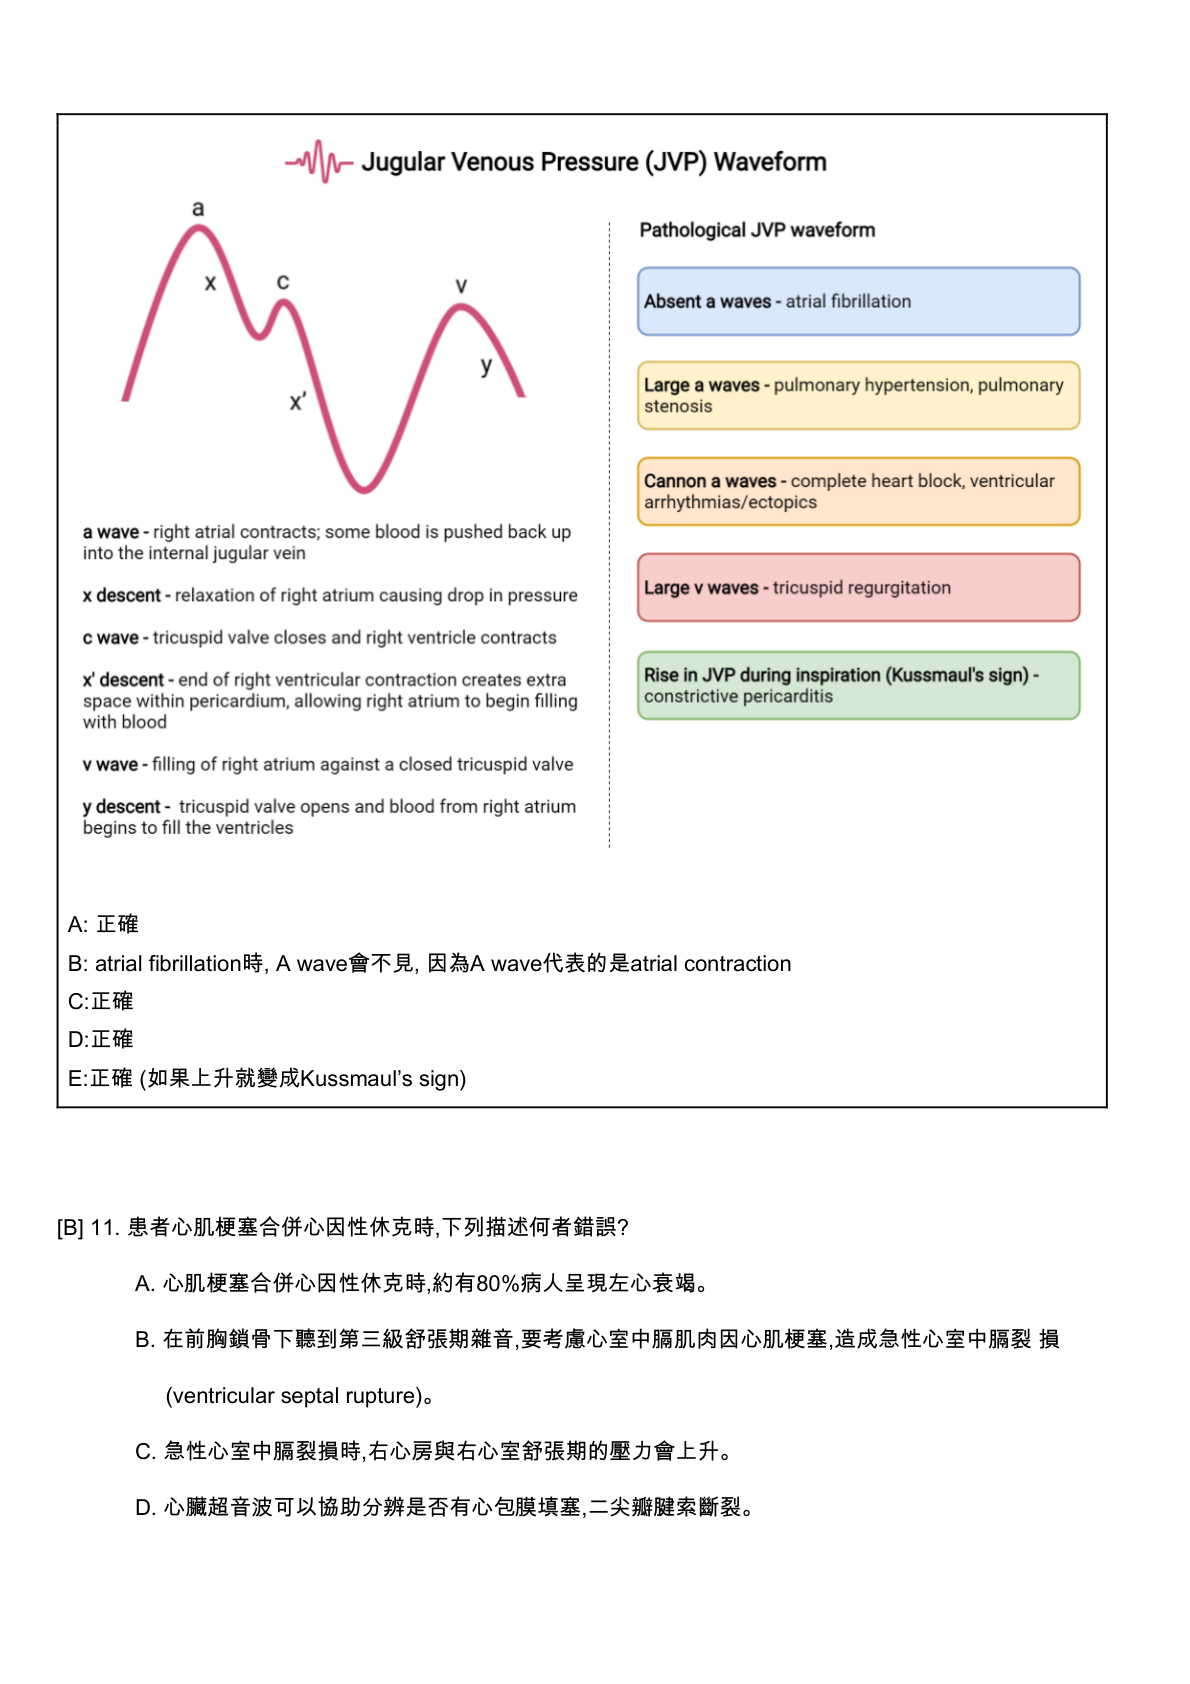 Jugular Venous Pressure (JVP) Waveform
a
x
c
x'
v
y
a wave - right atrial contracts; some blood is pushed back up
into the internal jugular vein
x descent - relaxation of right atrium causing drop in pressure
c wave - tricuspid valve closes and right ventricle contracts
x' descent - end of right ventricular contraction creates extra
space within pericardium, allowing right atrium to begin filling
with blood
v wave - filling of right atrium against a closed tricuspid valve
y descent - tricuspid valve opens and blood from right atrium
begins to fill the ventricles
Pathological JVP waveform
Absent a waves - atrial fibrillation
Large a waves - pulmonary hypertension, pulmonary
stenosis
Cannon a waves - complete heart block, ventricular
arrhythmias/ectopics
Large v waves - tricuspid regurgitation
Rise in JVP during inspiration (Kussmaul's sign) -
constrictive pericarditis
A: 正確
B: atrial fibrillation時, A wave會不見, 因為A wave代表的是atrial contraction
C:正確
D:正確
E:正確 (如果上升就變成Kussmaul’s sign)
[B] 11. 患者心肌梗塞合併心因性休克時,下列描述何者錯誤?
A. 心肌梗塞合併心因性休克時,約有80%病人呈現左心衰竭。
B. 在前胸鎖骨下聽到第三級舒張期雜音,要考慮心室中膈肌肉因心肌梗塞,造成急性心室中膈裂 損
(ventricular septal rupture)。
C. 急性心室中膈裂損時,右心房與右心室舒張期的壓力會上升。
D. 心臟超音波可以協助分辨是否有心包膜填塞,二尖瓣腱索斷裂。